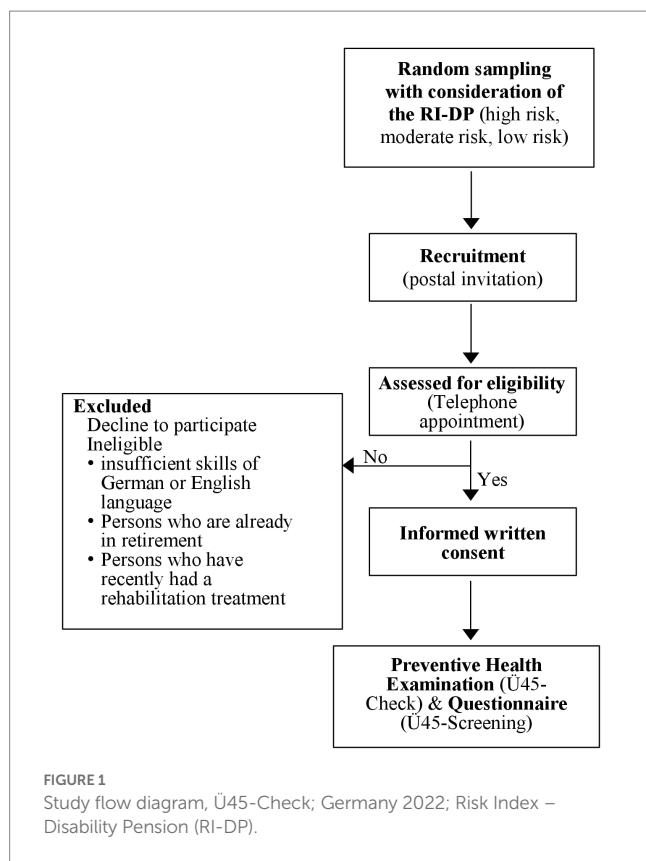 Random sampling
with consideration of
the RI-DP (high risk,
moderate risk, low risk)
Recruitment
(postal invitation)
Assessed for eligibility
(Telephone
appointment)
Excluded
Decline to participate
Ineligible
• insufficient skills of
German or English
language
• Persons who are already
in retirement
• Persons who have
recently had a
rehabilitation treatment
No
Yes
Informed written
consent
Preventive Health
Examination (Ü45-
Check) & Questionnaire
(Ü45-Screening)
FIGURE 1
Study flow diagram, Ü45-Check; Germany 2022; Risk Index –
Disability Pension (RI-DP).